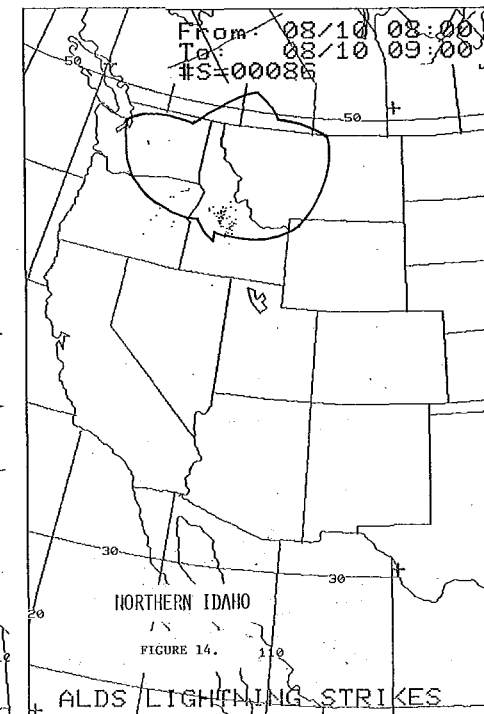 From: 08/10 08:00
To: 08/10 09:00
#S=00086
50
50
30
30
20
NORTHERN IDAHO
FIGURE 14.
110
ALDS LIGHTNING STRIKES